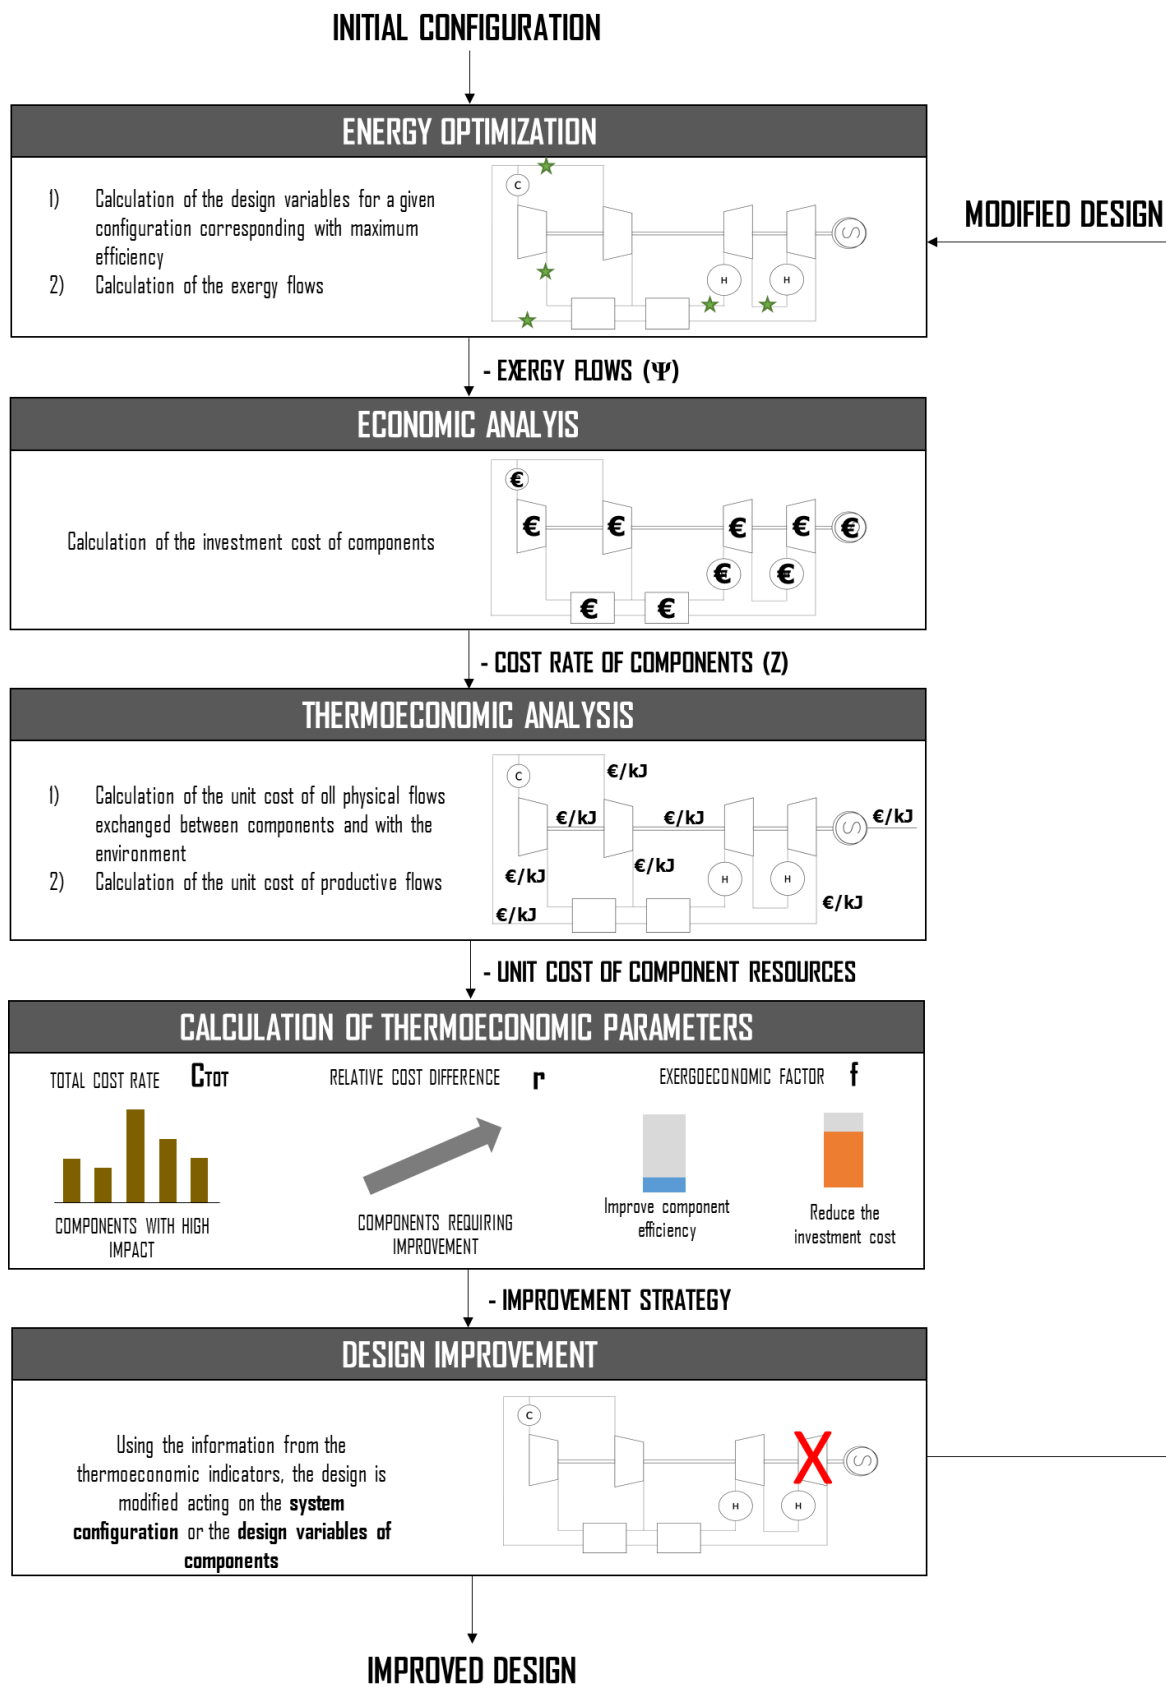 INITIAL CONFIGURATION
ENERGY OPTIMIZATION
1) Calculation of the design variables for a given
configuration corresponding with maximum
efficiency
2) Calculation of the exergy flows
C
H
H
S
MODIFIED DESIGN
- EXERGY FLOWS (Ψ)
ECONOMIC ANALYIS
Calculation of the investment cost of components
€
€
€
€
€
€
€
€
€
€
- COST RATE OF COMPONENTS (Z)
THERMOECONOMIC ANALYSIS
1) Calculation of the unit cost of oll physical flows
exchanged between components and with the
environment
2) Calculation of the unit cost of productive flows
C
€/kJ
€/kJ
€/kJ
€/kJ
S
€/kJ
€/kJ
H
H
€/kJ
€/kJ
- UNIT COST OF COMPONENT RESOURCES
CALCULATION OF THERMOECONOMIC PARAMETERS
TOTAL COST RATE CTOT
COMPONENTS WITH HIGH
IMPACT
RELATIVE COST DIFFERENCE r
COMPONENTS REQUIRING
IMPROVEMENT
EXERGOECONOMIC FACTOR f
Improve component
efficiency
Reduce the
investment cost
- IMPROVEMENT STRATEGY
DESIGN IMPROVEMENT
Using the information from the
thermoeconomic indicators, the design is
modified acting on the system
configuration or the design variables of
components
C
X
S
H
H
IMPROVED DESIGN